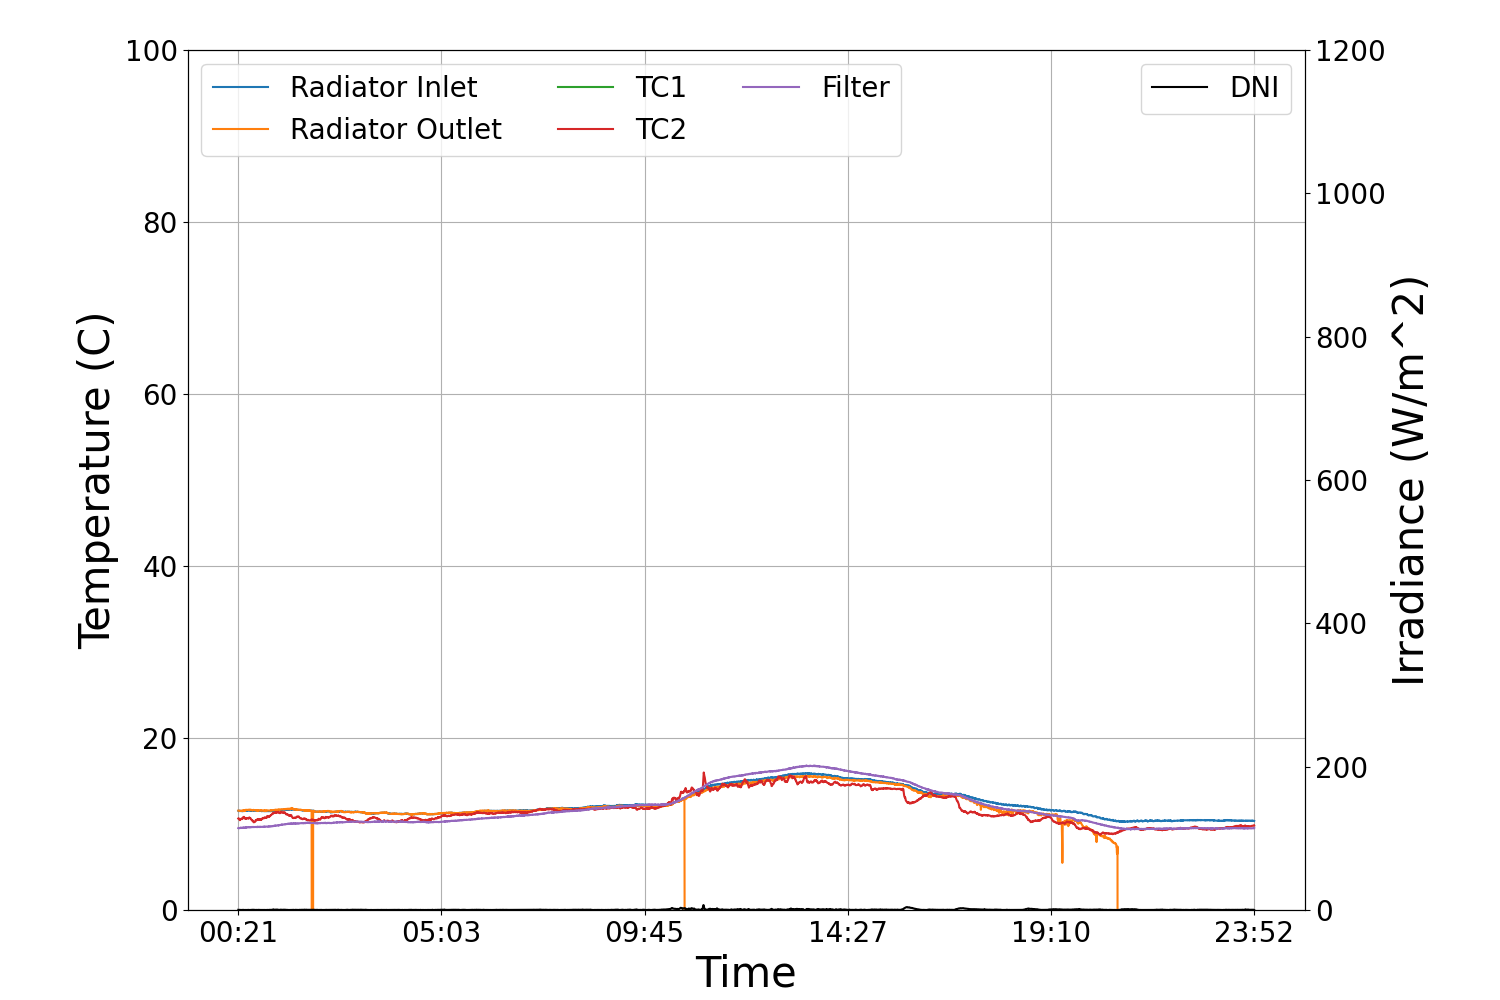 Radiator Inlet
Radiator Outlet
TC1
TC2
Filter
DNI
Temperature (C)
100
80
60
40
20
0
1200
1000
800
600
400
200
0
Irradiance (W/m^2)
00:21 05:03 09:45 14:27 19:10 23:52
Time